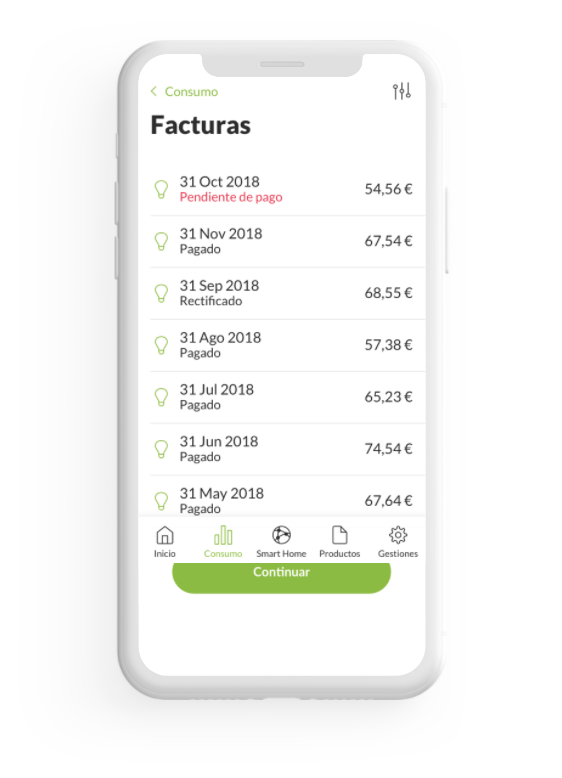 Consumo
Facturas
31 Oct 2018
Pendiente de pago
54,56 €
31 Nov 2018
Pagado
67,54 €
31 Sep 2018
Rectificado
68,55 €
31 Ago 2018
Pagado
57,38 €
31 Jul 2018
Pagado
65,23 €
31 Jun 2018
Pagado
74,54 €
31 May 2018
Pagado
67,64 €
Inicio
Consumo
Smart Home
Productos
Gestiones
Continuar